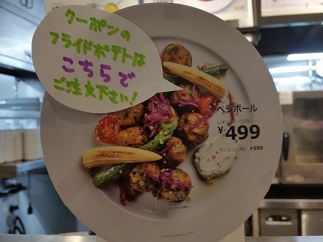 クーポンの
フライドポテトは
こちらで
ご注文下さい!
ベジボール
¥499